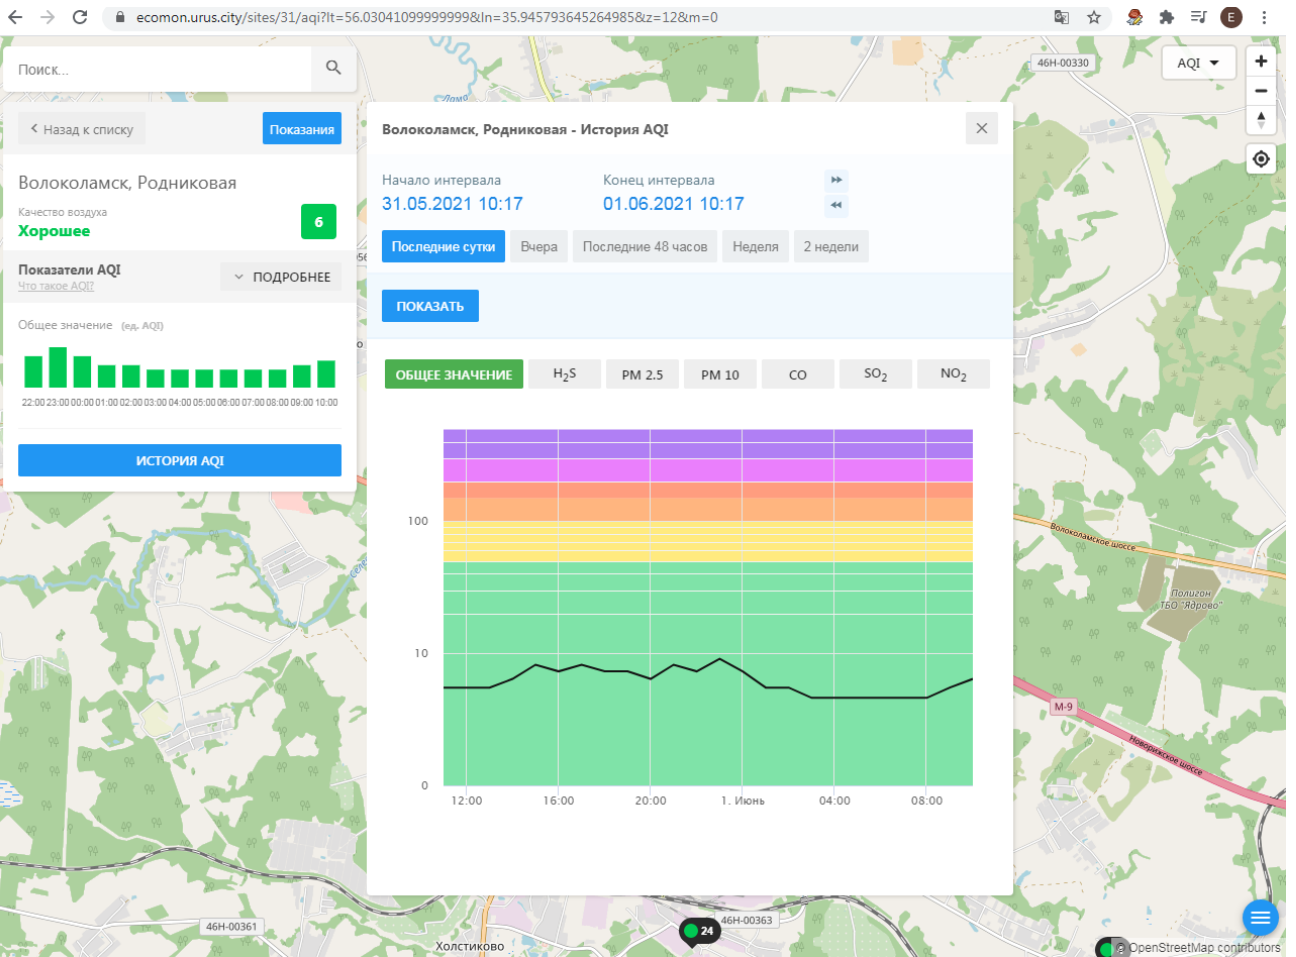 ecomon.urus.city/sites/31/aqi?lt=56.03041099999999&ln=35.945793645264985&z=12&m=0
E
Поиск...
46Н-00330
AQI
Лама
Назад к списку
Показания
Волоколамск, Родниковая
Качество воздуха
Хорошее
6
Показатели AQI
Что такое AQI?
ПОДРОБНЕЕ
Общее значение (ед. AQI)
22:00 23:00 00:00 01:00 02:00 03:00 04:00 05:00 06:00 07:00 08:00 09:00 10:00
ИСТОРИЯ AQI
Волоколамск, Родниковая - История AQI
Начало интервала
Конец интервала
31.05.2021 10:17
01.06.2021 10:17
Последние сутки
Вчера
Последние 48 часов
Неделя
2 недели
ПОКАЗАТЬ
ОБЩЕЕ ЗНАЧЕНИЕ
H2S
PM 2.5
PM 10
CO
SO2
NO2
100
10
0
12:00
16:00
20:00
1. Июнь
04:00
08:00
Волоколамское шоссе
Полигон
ТБО "Ядрово"
М-9
Новорижское шоссе
46Н-00361
46Н-00363
24
Холстиково
© OpenStreetMap contributors